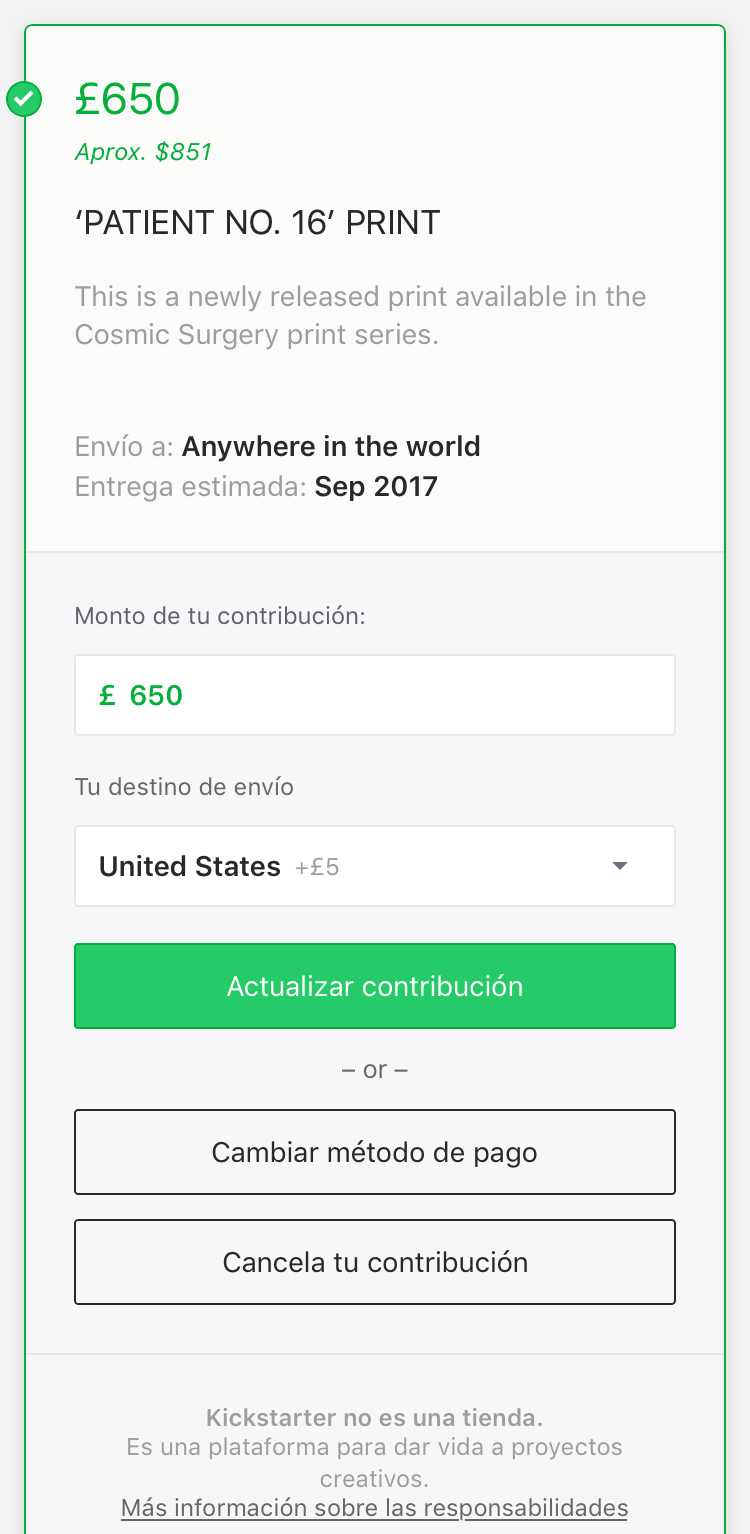 £650
Aprox. $851
‘PATIENT NO. 16’ PRINT
This is a newly released print available in the
Cosmic Surgery print series.
Envío a: Anywhere in the world
Entrega estimada: Sep 2017
Monto de tu contribución:
£ 650
Tu destino de envío
United States +£5
Actualizar contribución
– or –
Cambiar método de pago
Cancela tu contribución
Kickstarter no es una tienda.
Es una plataforma para dar vida a proyectos
creativos.
Más información sobre las responsabilidades